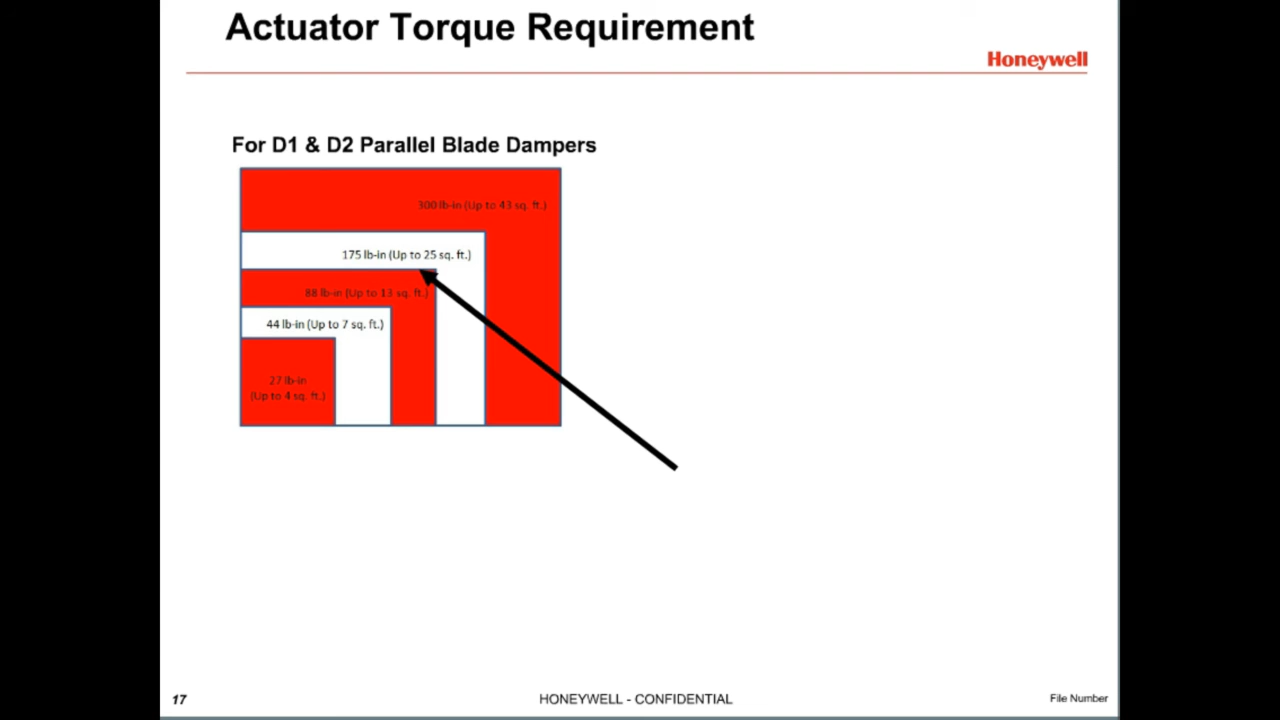 Actuator Torque Requirement
Honeywell
For D1 & D2 Parallel Blade Dampers
300 lb-in (Up to 43 sq. ft.)
175 lb-in (Up to 25 sq. ft.)
88 lb-in (Up to 13 sq. ft.)
44 lb-in (Up to 7 sq. ft.)
27 lb-in
(Up to 4 sq. ft.)
17
HONEYWELL - CONFIDENTIAL
File Number